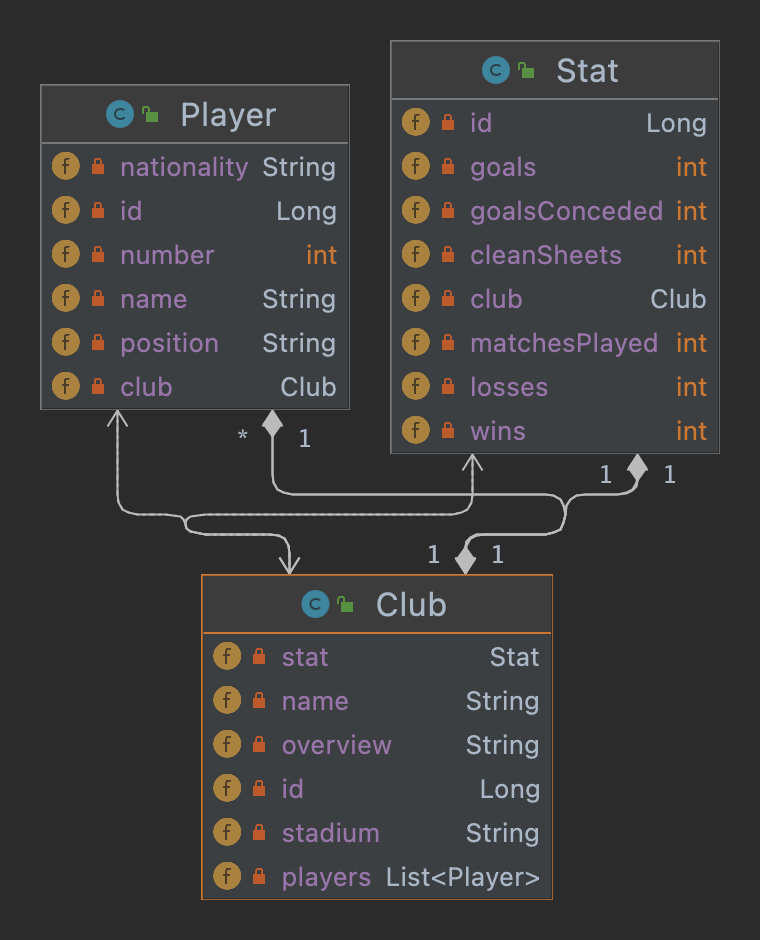 C Player
f nationality String
f id Long
f number int
f name String
f position String
f club Club
C Stat
f id Long
f goals int
f goalsConceded int
f cleanSheets int
f club Club
f matchesPlayed int
f losses int
f wins int
* 1
1 1
1 1
C Club
f stat Stat
f name String
f overview String
f id Long
f stadium String
f players List<Player>